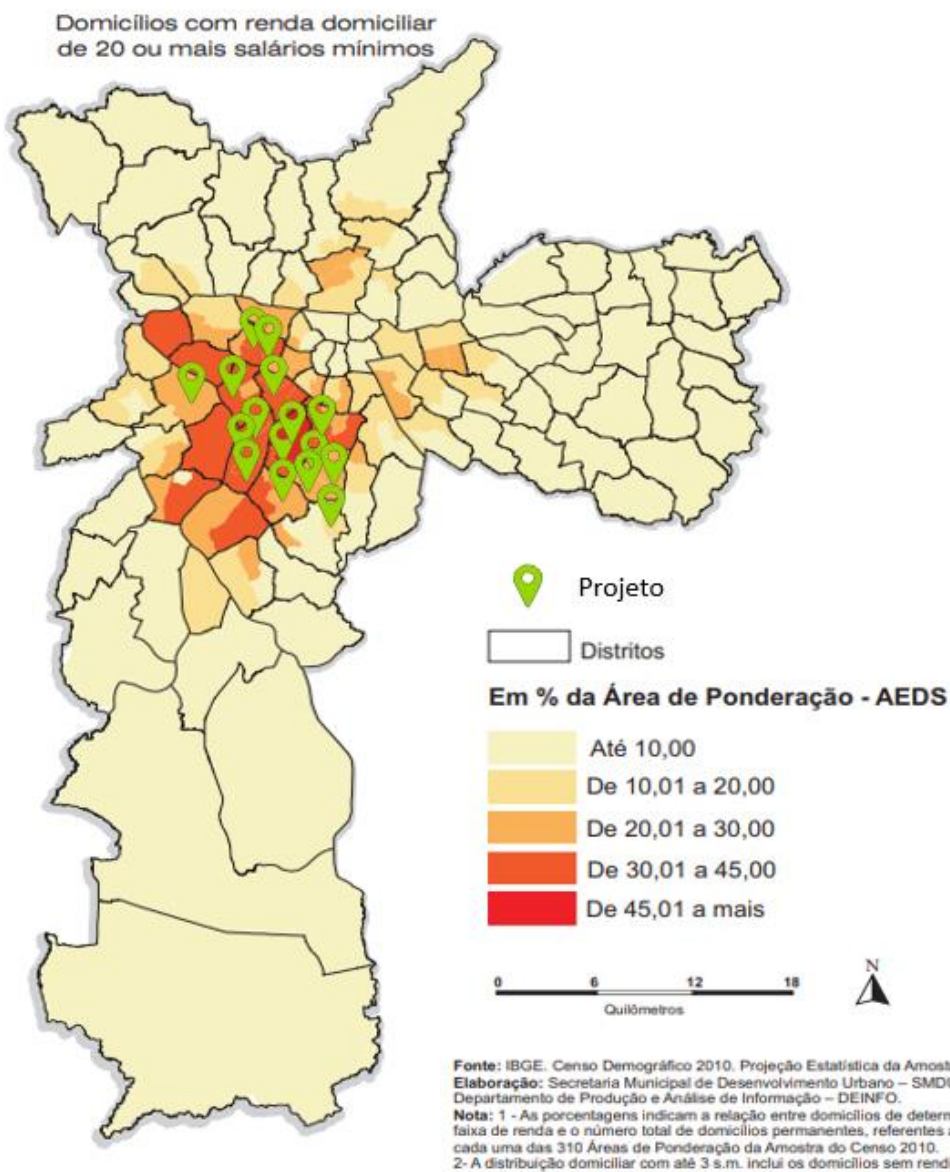 Domicílios com renda domiciliar
de 20 ou mais salários mínimos
Projeto
Distritos
Em % da Área de Ponderação - AEDS
Até 10,00
De 10,01 a 20,00
De 20,01 a 30,00
De 30,01 a 45,00
De 45,01 a mais
0 6 12 18
Quilômetros
N
Fonte: IBGE. Censo Demográfico 2010. Projeção Estatística da Amost
Elaboração: Secretaria Municipal de Desenvolvimento Urbano – SMD
Departamento de Produção e Análise de Informação – DEINFO.
Nota: 1 - As porcentagens indicam a relação entre domicílios de determ
faixa de renda e o número total de domicílios permanentes, referentes
cada uma das 310 Áreas de Ponderação da Amostra do Censo 2010.
2- A distribuição domiciliar com até 3 s.m. inclui os domicílios sem rend